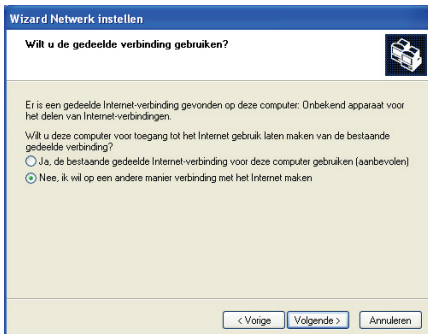 Wizard Netwerk instellen
Wilt u de gedeelde verbinding gebruiken?
Er is een gedeelde Internet-verbinding gevonden op deze computer: Onbekend apparaat voor
het delen van Internet-verbindingen.
Wilt u deze computer voor toegang tot het Internet gebruik laten maken van de bestaande
gedeelde verbinding?
Ja, de bestaande gedeelde Internet-verbinding voor deze computer gebruiken (aanbevolen)
Nee, ik wil op een andere manier verbinding met het Internet maken
< Vorige Volgende > Annuleren